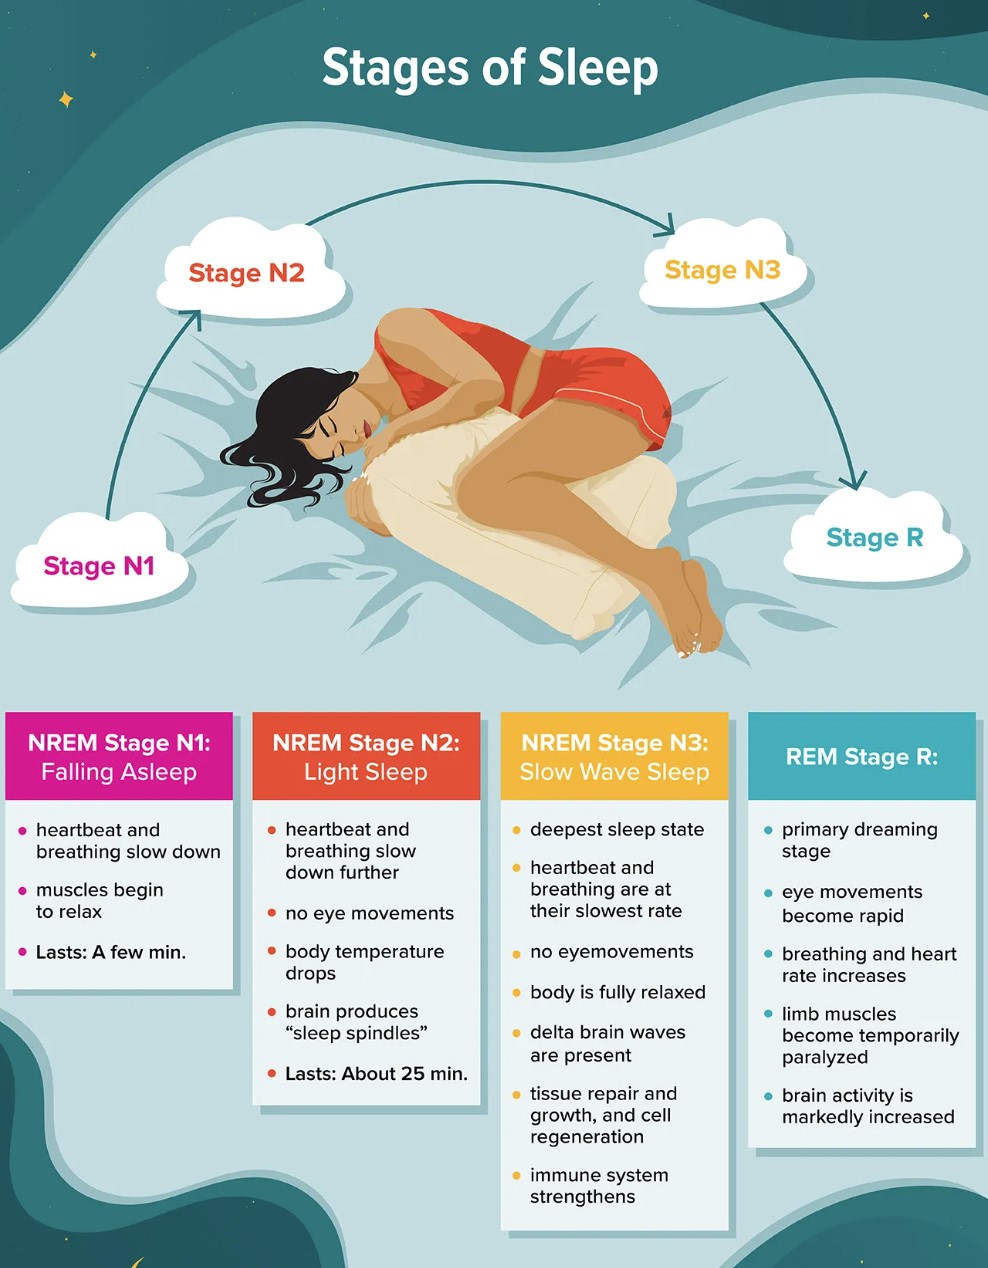 Stages of Sleep
Stage N1
Stage N2
Stage N3
Stage R
NREM Stage N1:
Falling Asleep
heartbeat and
breathing slow down
muscles begin
to relax
Lasts: A few min.
NREM Stage N2:
Light Sleep
heartbeat and
breathing slow
down further
no eye movements
body temperature
drops
brain produces
“sleep spindles”
Lasts: About 25 min.
NREM Stage N3:
Slow Wave Sleep
deepest sleep state
heartbeat and
breathing are at
their slowest rate
no eyemovements
body is fully relaxed
delta brain waves
are present
tissue repair and
growth, and cell
regeneration
immune system
strengthens
REM Stage R:
primary dreaming
stage
eye movements
become rapid
breathing and heart
rate increases
limb muscles
become temporarily
paralyzed
brain activity is
markedly increased